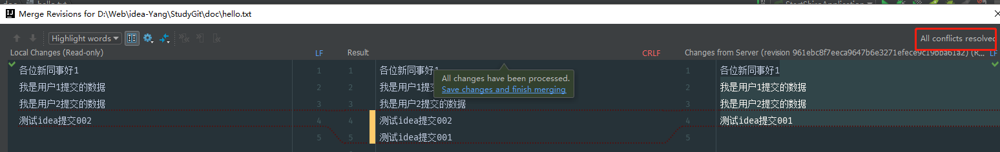 Merge Revisions for D:\Web\idea-Yang\StudyGit\doc\hello.txt
Highlight words
All conflicts resolved
Local Changes (Read-only)
LF
Result
CRLF
Changes from Server (revision 961ebc8f7eeca9647b6e3271efece9c19bba61a2) (R...
LF
各位新同事好1
1
1
各位新同事好1
1
各位新同事好1
All changes have been processed.
Save changes and finish merging
我是用户1提交的数据
2
2
我是用户1提
2
我是用户1提交的数据
我是用户2提交的数据
3
3
我是用户2提交的数据
3
我是用户2提交的数据
测试idea提交002
4
4
测试idea提交002
4
测试idea提交001
5
5
测试idea提交001
5